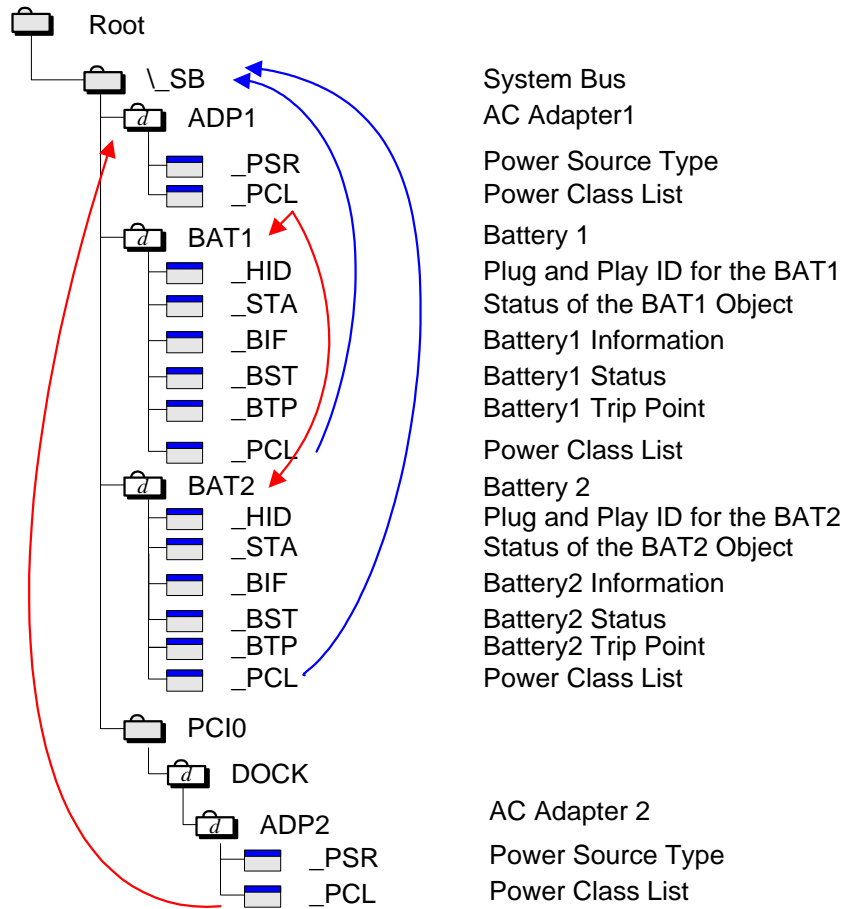 Root
\_SB System Bus
d ADP1 AC Adapter1
_PSR Power Source Type
_PCL Power Class List
d BAT1 Battery 1
_HID Plug and Play ID for the BAT1
_STA Status of the BAT1 Object
_BIF Battery1 Information
_BST Battery1 Status
_BTP Battery1 Trip Point
_PCL Power Class List
d BAT2 Battery 2
_HID Plug and Play ID for the BAT2
_STA Status of the BAT2 Object
_BIF Battery2 Information
_BST Battery2 Status
_BTP Battery2 Trip Point
_PCL Power Class List
PCI0
d DOCK
d ADP2 AC Adapter 2
_PSR Power Source Type
_PCL Power Class List